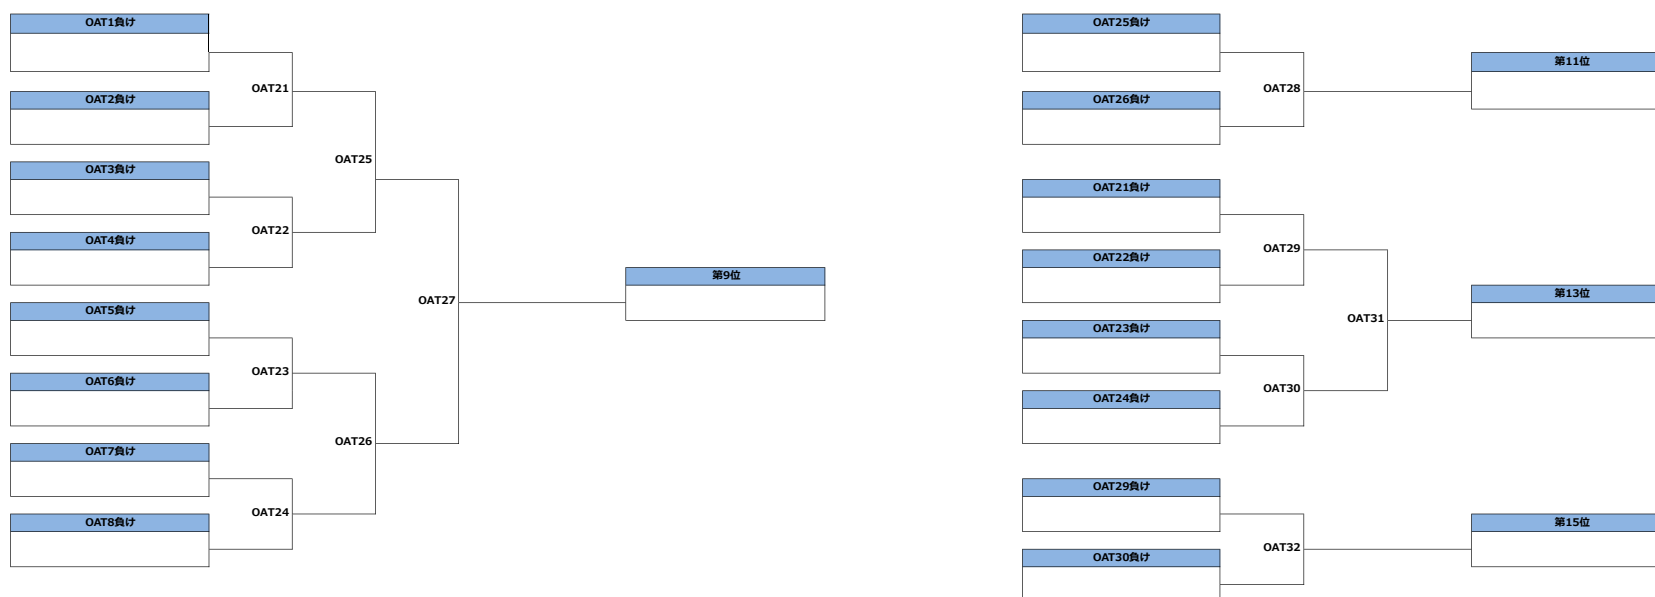 OAT1負け
OAT21
OAT2負け
OAT25
OAT3負け
OAT22
OAT4負け
OAT27
第9位
OAT5負け
OAT23
OAT6負け
OAT26
OAT7負け
OAT24
OAT8負け
OAT25負け
第11位
OAT28
OAT26負け
OAT21負け
OAT29
OAT22負け
第13位
OAT31
OAT23負け
OAT30
OAT24負け
OAT29負け
第15位
OAT32
OAT30負け